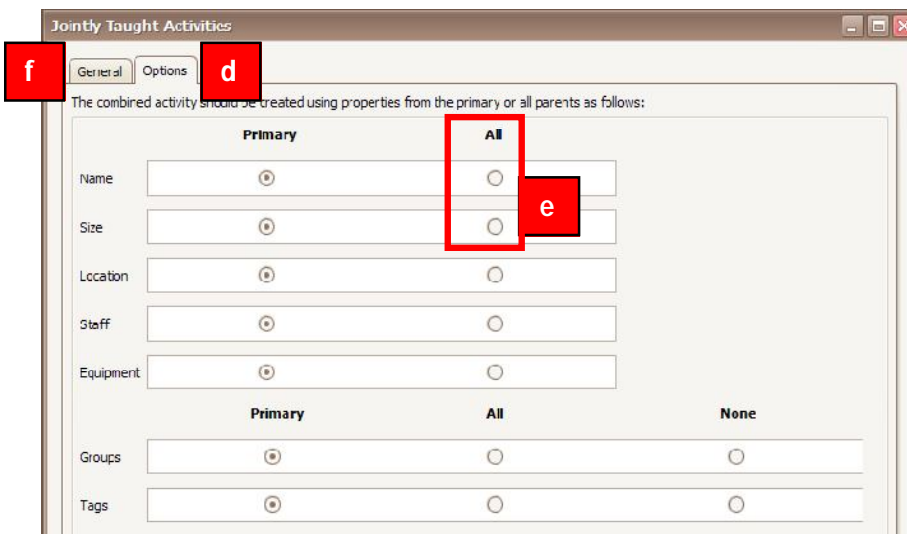 Jointly Taught Activities
f General Options d
The combined activity should be created using properties from the primary or all parents as follows:
Primary All
Name
e
Size
Location
Staff
Equipment
Primary All None
Groups
Tags